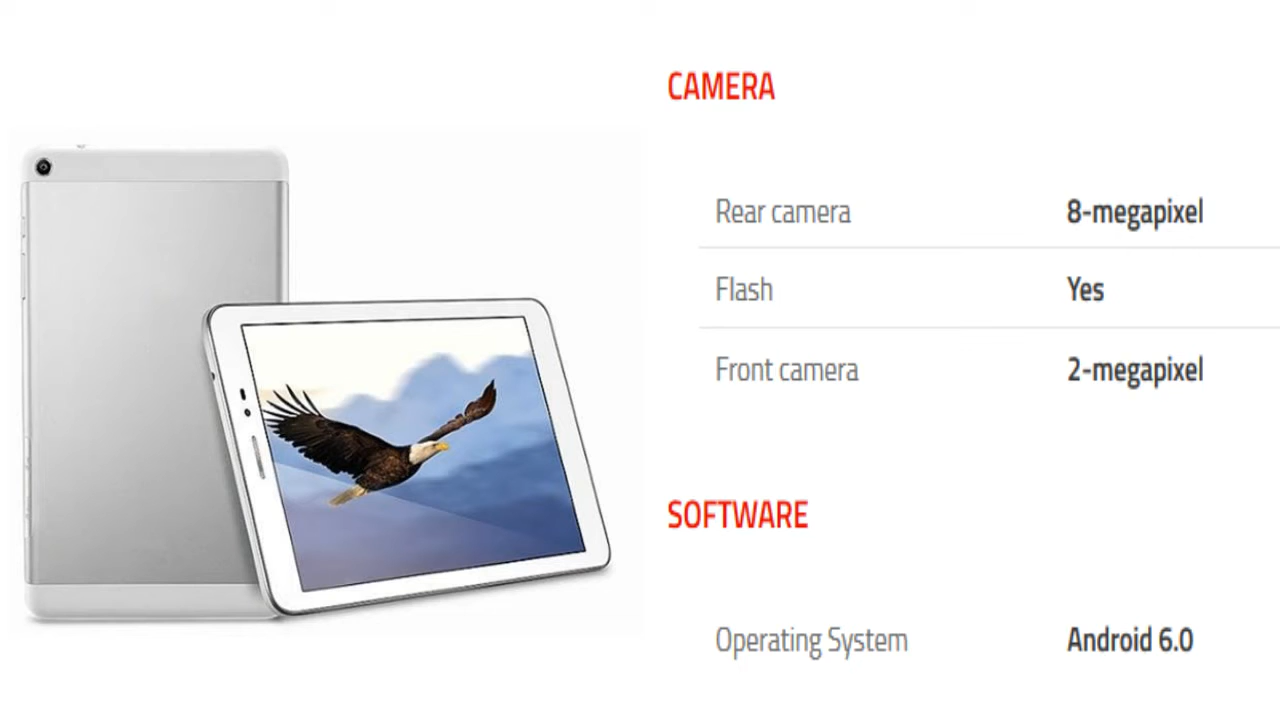 CAMERA
Rear camera 8-megapixel
Flash Yes
Front camera 2-megapixel
SOFTWARE
Operating System Android 6.0